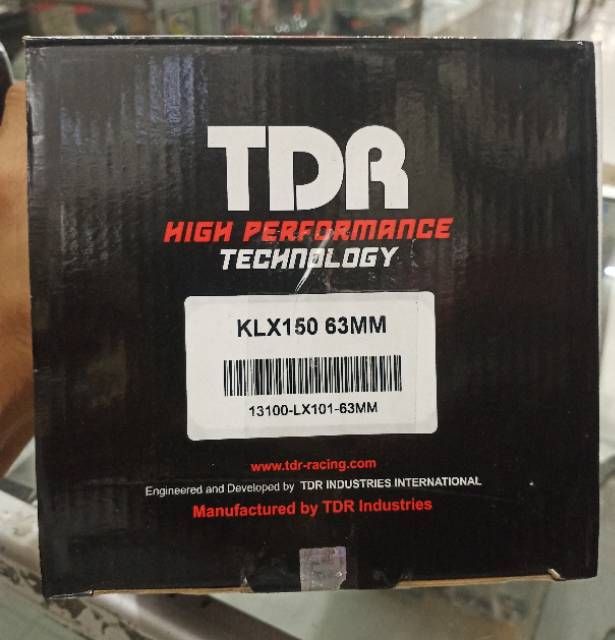 TDR
HIGH PERFORMANCE
TECHNOLOGY
KLX150 63MM
13100-LX101-63MM
www.tdr-racing.com
Engineered and Developed by TDR INDUSTRIES INTERNATIONAL
Manufactured by TDR Industries